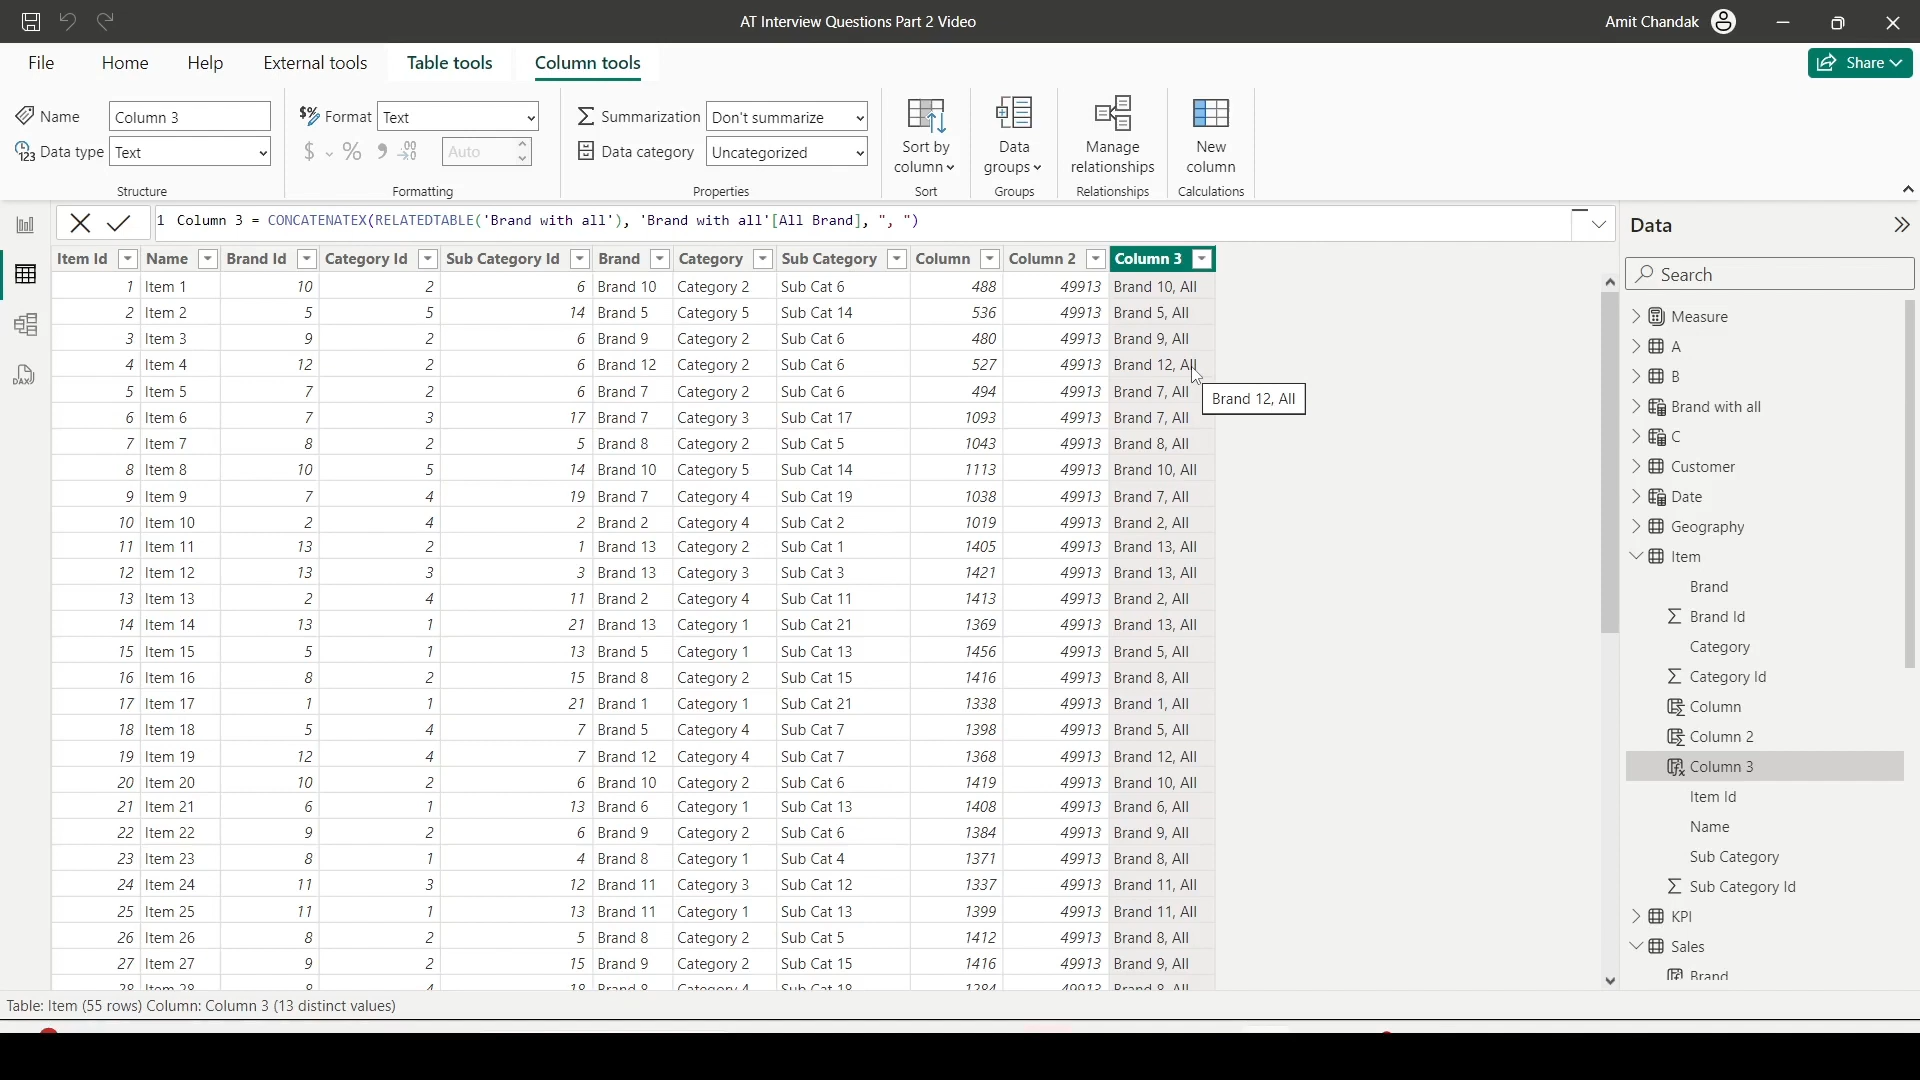 AT Interview Questions Part 2 Video
Amit Chandak
File Home Help External tools Table tools Column tools
Share
Name Column 3
Data type Text
Structure
Format Text
$ % Auto
Formatting
Summarization Don't summarize
Data category Uncategorized
Properties
Sort by column
Sort
Data groups
Groups
Manage relationships
Relationships
New column
Calculations
1 Column 3 = CONCATENATEX(RELATEDTABLE('Brand with all'), 'Brand with all'[All Brand], ", ")
Item Id Name Brand Id Category Id Sub Category Id Brand Category Sub Category Column Column 2 Column 3
1 Item 1 10 2 6 Brand 10 Category 2 Sub Cat 6 488 49913 Brand 10, All
2 Item 2 5 5 14 Brand 5 Category 5 Sub Cat 14 536 49913 Brand 5, All
3 Item 3 9 2 6 Brand 9 Category 2 Sub Cat 6 480 49913 Brand 9, All
4 Item 4 12 2 6 Brand 12 Category 2 Sub Cat 6 527 49913 Brand 12, All
5 Item 5 7 2 6 Brand 7 Category 2 Sub Cat 6 494 49913 Brand 7, All
Brand 12, All
6 Item 6 7 3 17 Brand 7 Category 3 Sub Cat 17 1093 49913 Brand 7, All
7 Item 7 8 2 5 Brand 8 Category 2 Sub Cat 5 1043 49913 Brand 8, All
8 Item 8 10 5 14 Brand 10 Category 5 Sub Cat 14 1113 49913 Brand 10, All
9 Item 9 7 4 19 Brand 7 Category 4 Sub Cat 19 1038 49913 Brand 7, All
10 Item 10 2 4 2 Brand 2 Category 4 Sub Cat 2 1019 49913 Brand 2, All
11 Item 11 13 2 1 Brand 13 Category 2 Sub Cat 1 1405 49913 Brand 13, All
12 Item 12 13 3 3 Brand 13 Category 3 Sub Cat 3 1421 49913 Brand 13, All
13 Item 13 2 4 11 Brand 2 Category 4 Sub Cat 11 1413 49913 Brand 2, All
14 Item 14 13 1 21 Brand 13 Category 1 Sub Cat 21 1369 49913 Brand 13, All
15 Item 15 5 1 13 Brand 5 Category 1 Sub Cat 13 1456 49913 Brand 5, All
16 Item 16 8 2 15 Brand 8 Category 2 Sub Cat 15 1416 49913 Brand 8, All
17 Item 17 1 1 21 Brand 1 Category 1 Sub Cat 21 1338 49913 Brand 1, All
18 Item 18 5 4 7 Brand 5 Category 4 Sub Cat 7 1398 49913 Brand 5, All
19 Item 19 12 4 7 Brand 12 Category 4 Sub Cat 7 1368 49913 Brand 12, All
20 Item 20 10 2 6 Brand 10 Category 2 Sub Cat 6 1419 49913 Brand 10, All
21 Item 21 6 1 13 Brand 6 Category 1 Sub Cat 13 1408 49913 Brand 6, All
22 Item 22 9 2 6 Brand 9 Category 2 Sub Cat 6 1384 49913 Brand 9, All
23 Item 23 8 1 4 Brand 8 Category 1 Sub Cat 4 1371 49913 Brand 8, All
24 Item 24 11 3 12 Brand 11 Category 3 Sub Cat 12 1337 49913 Brand 11, All
25 Item 25 11 1 13 Brand 11 Category 1 Sub Cat 13 1399 49913 Brand 11, All
26 Item 26 8 2 5 Brand 8 Category 2 Sub Cat 5 1412 49913 Brand 8, All
27 Item 27 9 2 15 Brand 9 Category 2 Sub Cat 15 1416 49913 Brand 9, All
Data
Search
Measure
A
B
Brand with all
C
Customer
Date
Geography
Item
Brand
Brand Id
Category
Category Id
Column
Column 2
Column 3
Item Id
Name
Sub Category
Sub Category Id
KPI
Sales
Brand
Table: Item (55 rows) Column: Column 3 (13 distinct values)